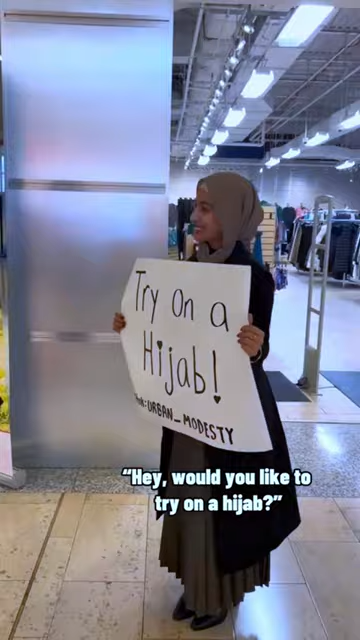 Try On a
Hijab!
URBAN_MODESTY
“Hey, would you like to
try on a hijab?”